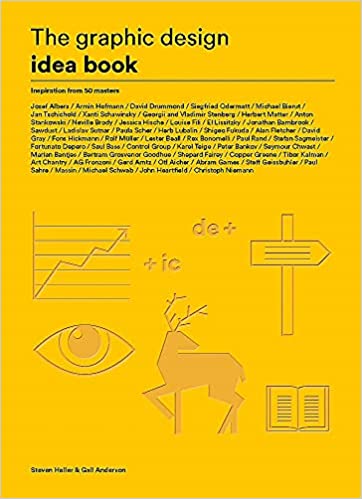 The graphic design
idea book
Inspiration from 50 masters
Josef Albers / Armin Hofmann / David Drummond / Siegfried Odermatt / Michael Bierut /
Jan Tschichold / Xanti Schawinsky / Georgii and Vladimir Stenberg / Herbert Matter / Anton
Stankowski / Neville Brody / Jessica Hische / Louise Fili / El Lissitzky / Jonathan Barnbrook /
Sawdust / Ladislav Sutnar / Paula Scher / Herb Lubalin / Shigeo Fukuda / Alan Fletcher / David
Gray / Fons Hickmann / Rolf Müller / Lester Beall / Rex Bonomelli / Paul Rand / Stefan Sagmeister /
Fortunato Depero / Saul Bass / Control Group / Karel Teige / Peter Bankov / Seymour Chwast /
Marian Bantjes / Bertram Grosvenor Goodhue / Shepard Fairey / Copper Greene / Tibor Kalman /
Art Chantry / AG Fronzoni / Gerd Arntz / Otl Aicher / Abram Games / Steff Geissbuhler / Paul
Sahre / Massin / Michael Schwab / John Heartfield / Christoph Niemann
de +
+ ic
Steven Heller & Gail Anderson